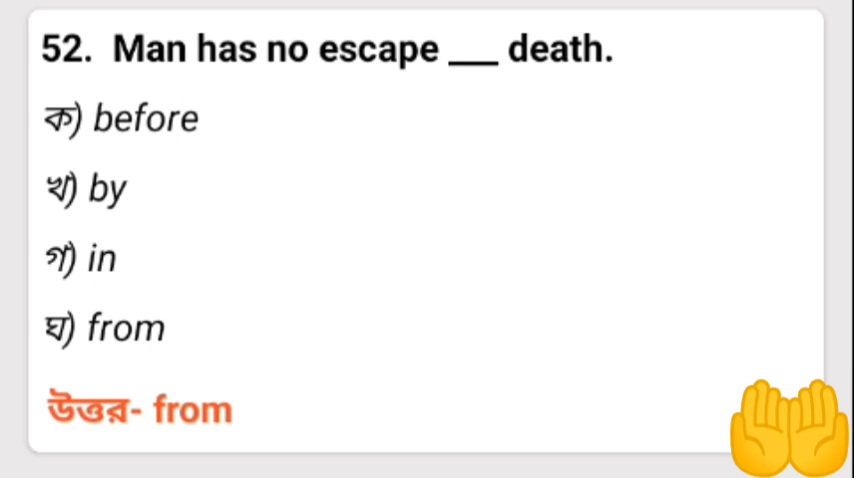 52. Man has no escape ___ death.
ক) before
খ) by
গ) in
ঘ) from
উত্তর- from